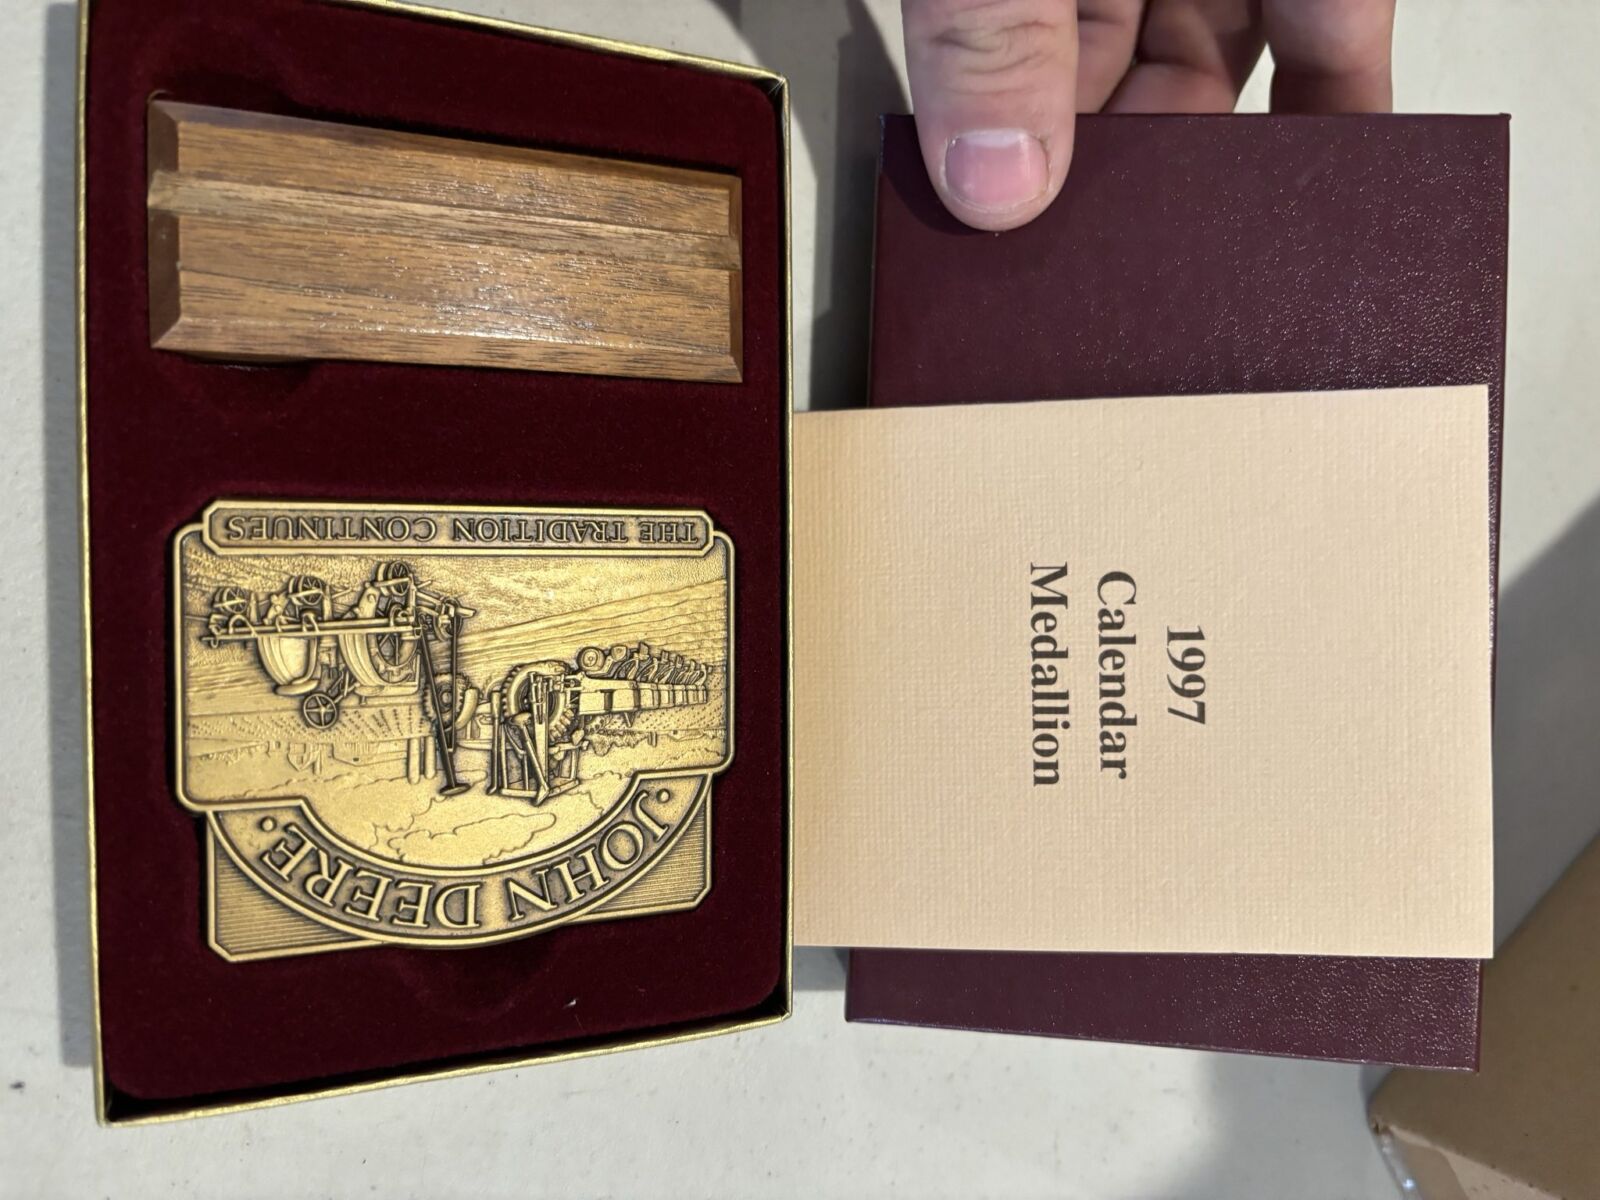 · JOHN DEERE ·
THE TRADITION CONTINUES
1997
Calendar
Medallion